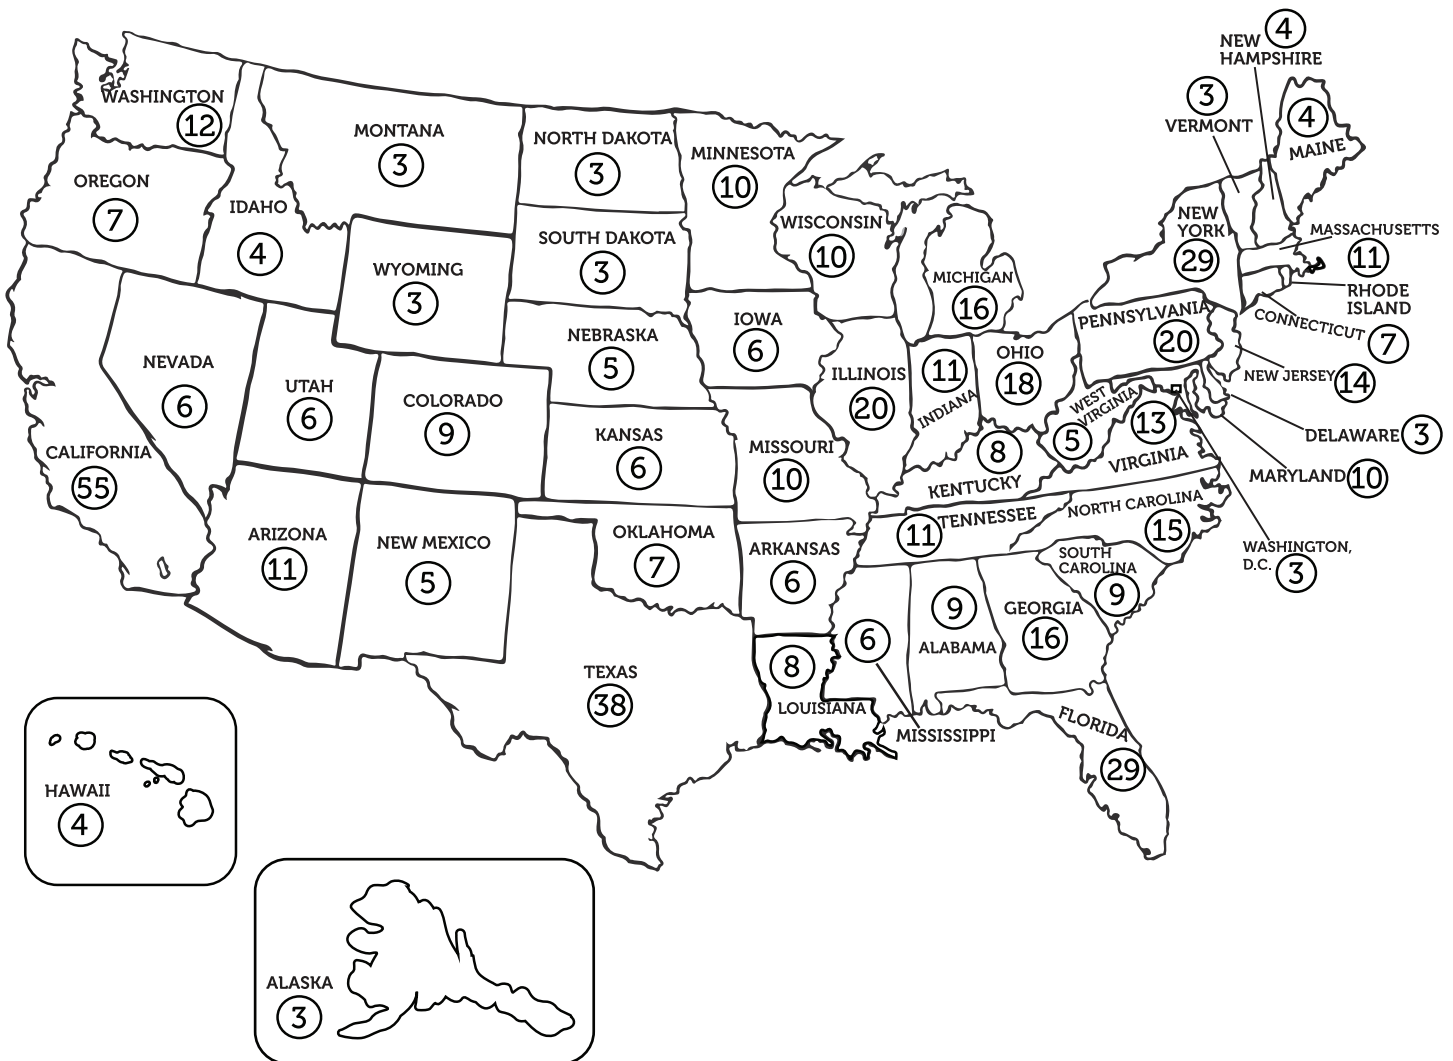 4
NEW
HAMPSHIRE
3
VERMONT
4
MAINE
WASHINGTON
12
MONTANA
3
NORTH DAKOTA
3
MINNESOTA
10
OREGON
7
IDAHO
4
WISCONSIN
10
NEW
YORK
29
MASSACHUSETTS
11
SOUTH DAKOTA
3
WYOMING
3
MICHIGAN
16
RHODE
ISLAND
CONNECTICUT
7
PENNSYLVANIA
20
IOWA
6
NEBRASKA
5
NEVADA
6
UTAH
6
COLORADO
9
ILLINOIS
20
11
INDIANA
OHIO
18
NEW JERSEY
14
WEST
VIRGINIA
5
13
VIRGINIA
DELAWARE
3
MARYLAND
10
CALIFORNIA
55
KANSAS
6
MISSOURI
10
8
KENTUCKY
ARIZONA
11
NEW MEXICO
5
OKLAHOMA
7
ARKANSAS
6
TENNESSEE
11
NORTH CAROLINA
15
WASHINGTON,
D.C.
3
SOUTH
CAROLINA
9
9
ALABAMA
GEORGIA
16
6
MISSISSIPPI
TEXAS
38
8
LOUISIANA
FLORIDA
29
HAWAII
4
ALASKA
3